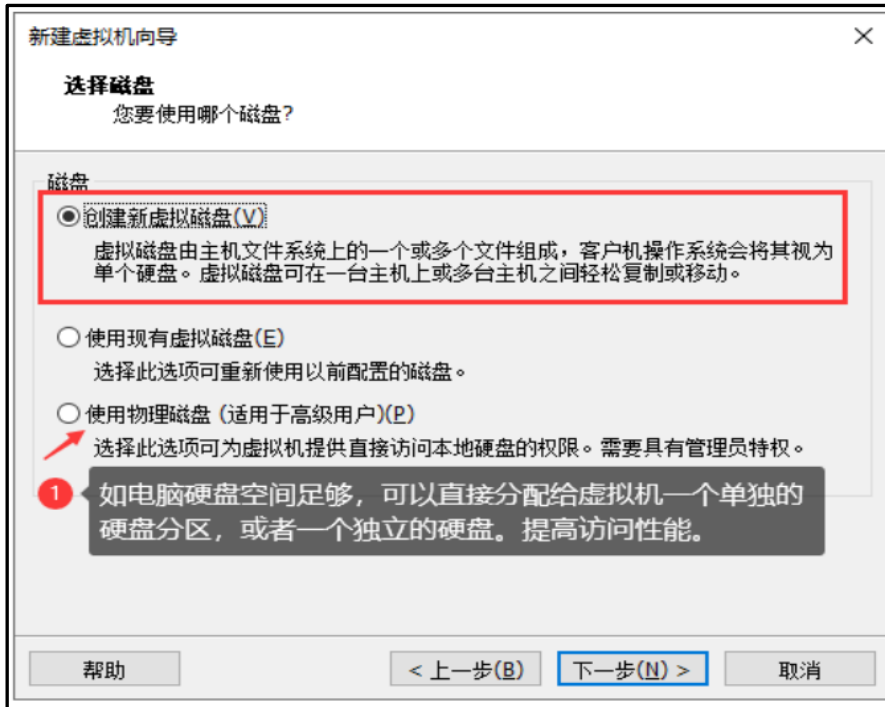 新建虚拟机向导
选择磁盘
您要使用哪个磁盘?
磁盘
创建新虚拟磁盘(V)
虚拟磁盘由主机文件系统上的一个或多个文件组成，客户机操作系统会将其视为
单个硬盘。虚拟磁盘可在一台主机上或多台主机之间轻松复制或移动。
使用现有虚拟磁盘(E)
选择此选项可重新使用以前配置的磁盘。
使用物理磁盘 (适用于高级用户)(P)
选择此选项可为虚拟机提供直接访问本地硬盘的权限。需要具有管理员特权。
1 如电脑硬盘空间足够，可以直接分配给虚拟机一个单独的
硬盘分区，或者一个独立的硬盘。提高访问性能。
帮助 < 上一步(B) 下一步(N) > 取消